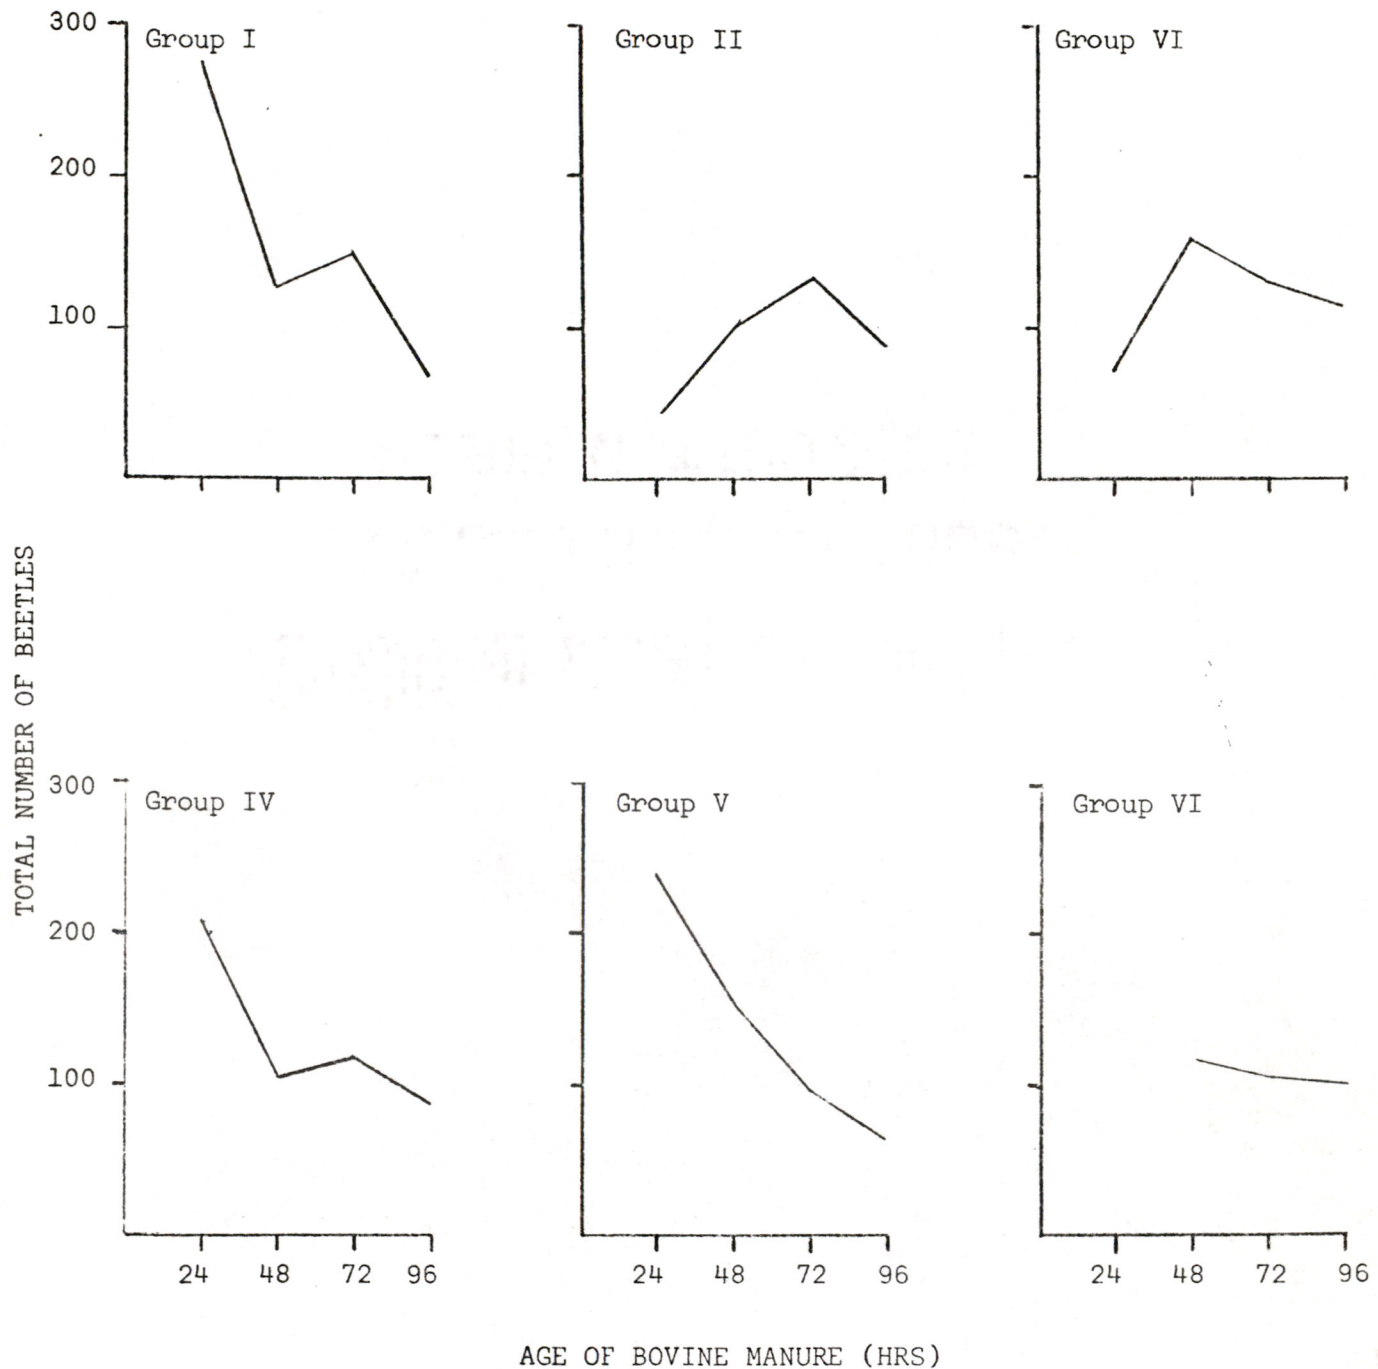 300
200
100
Group I
Group II
Group VI
TOTAL NUMBER OF BEETLES
300
200
100
Group IV
Group V
Group VI
24 48 72 96
24 48 72 96
24 48 72 96
AGE OF BOVINE MANURE (HRS)